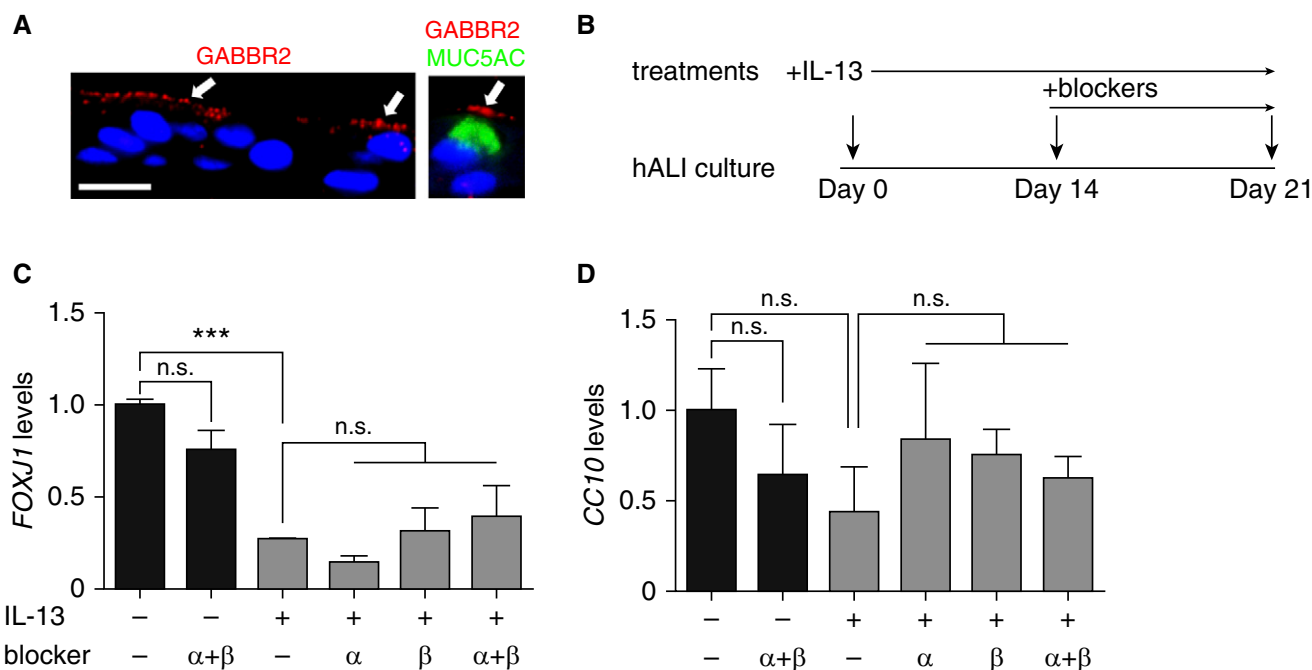 A
GABBR2
GABBR2
MUC5AC
B
treatments +IL-13
+blockers
hALI culture
Day 0 Day 14 Day 21
C
FOXJ1 levels
1.5
1.0
0.5
0
***
n.s.
n.s.
IL-13 – – + + + +
blocker – α+β – α β α+β
D
CC10 levels
1.5
1.0
0.5
0
n.s.
n.s.
n.s.
– – + + + +
– α+β – α β α+β